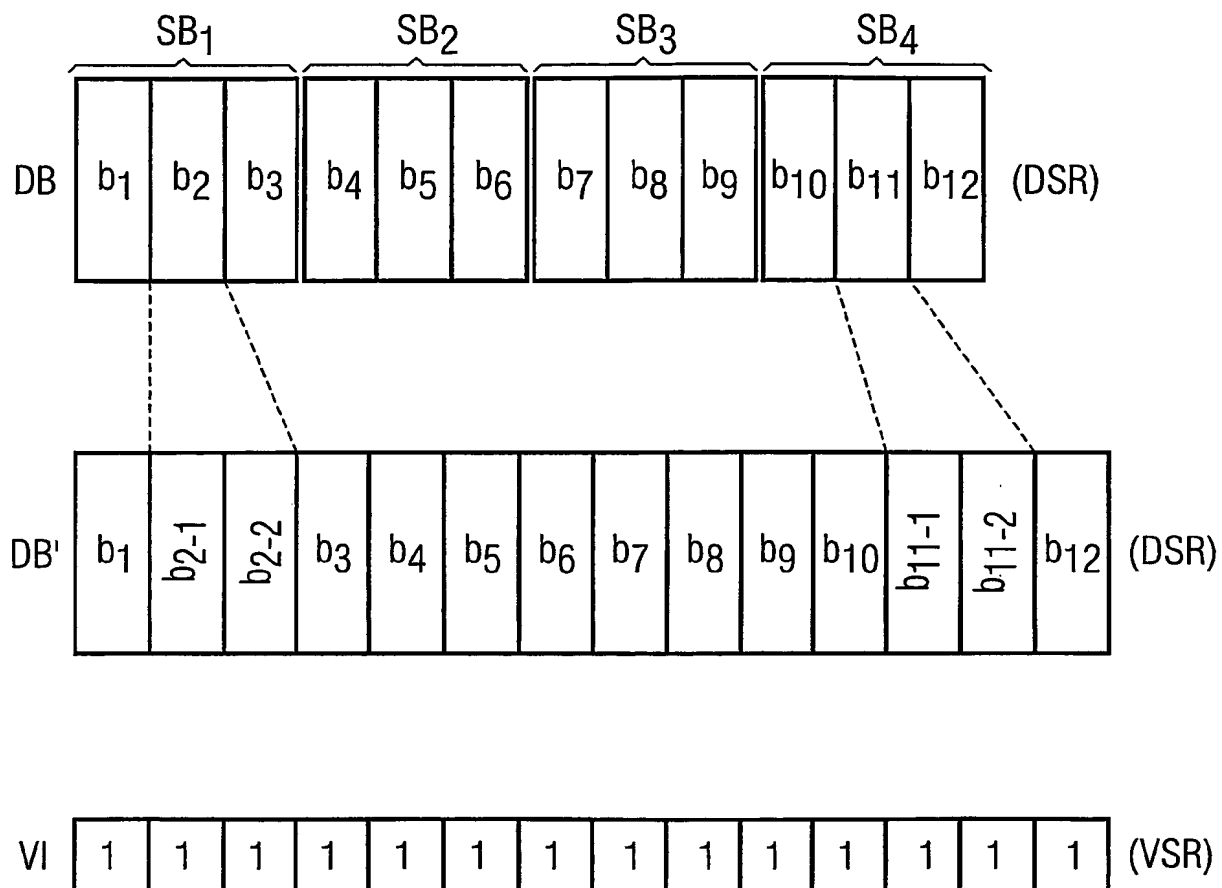 SB1 SB2 SB3 SB4
DB b1 b2 b3 b4 b5 b6 b7 b8 b9 b10 b11 b12 (DSR)
DB' b1 b2-1 b2-2 b3 b4 b5 b6 b7 b8 b9 b10 b11-1 b11-2 b12 (DSR)
VI 1 1 1 1 1 1 1 1 1 1 1 1 1 1 (VSR)